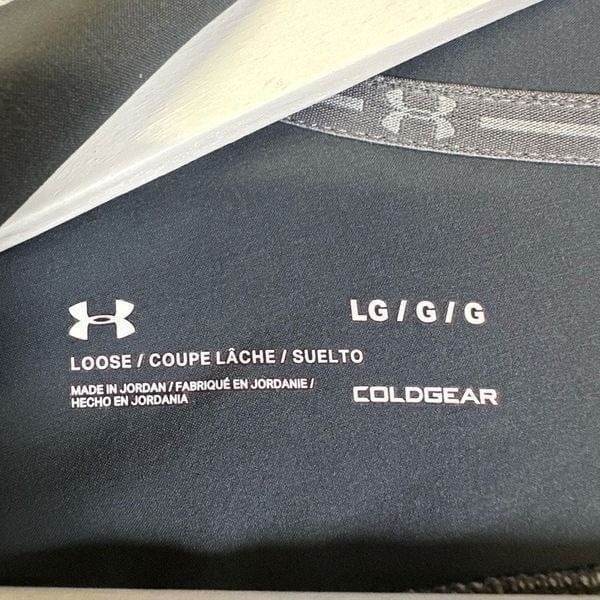 LG / G / G
LOOSE / COUPE LÂCHE / SUELTO
MADE IN JORDAN / FABRIQUÉ EN JORDANIE /
HECHO EN JORDANIA
COLDGEAR